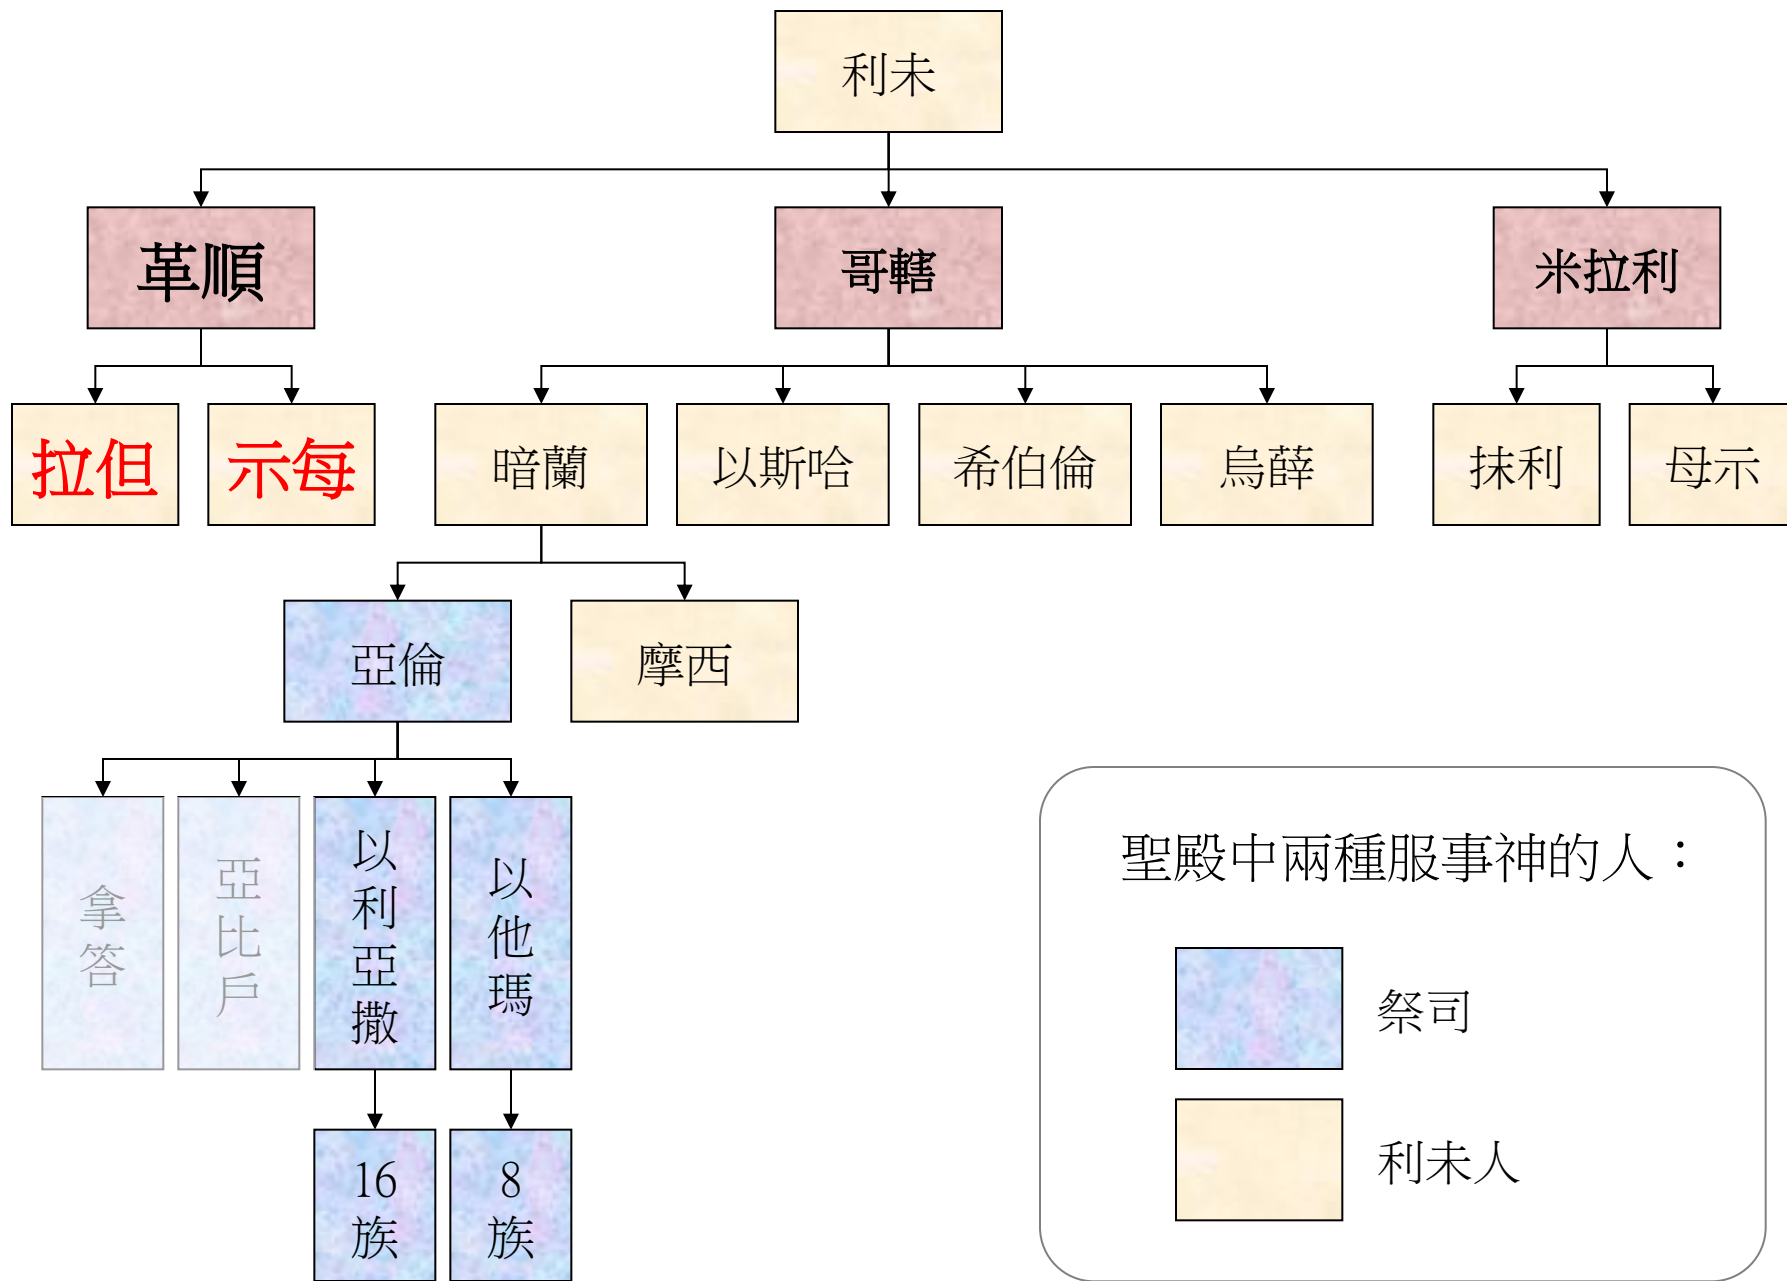 利未
革順
哥轄
米拉利
拉但
示每
暗蘭
以斯哈
希伯倫
烏薛
抹利
母示
亞倫
摩西
拿答
亞比戶
以利亞撒
以他瑪
16族
8族
聖殿中兩種服事神的人：
祭司
利未人